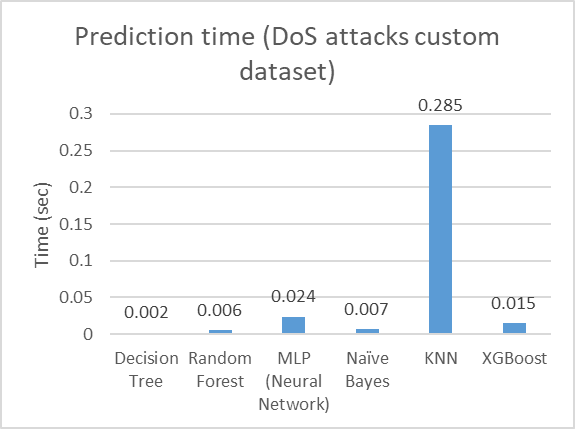 Prediction time (DoS attacks custom
dataset)
Time (sec)
0.3
0.25
0.2
0.15
0.1
0.05
0
0.002
0.006
0.024
0.007
0.285
0.015
Decision
Tree
Random
Forest
MLP
(Neural
Network)
Naïve
Bayes
KNN
XGBoost